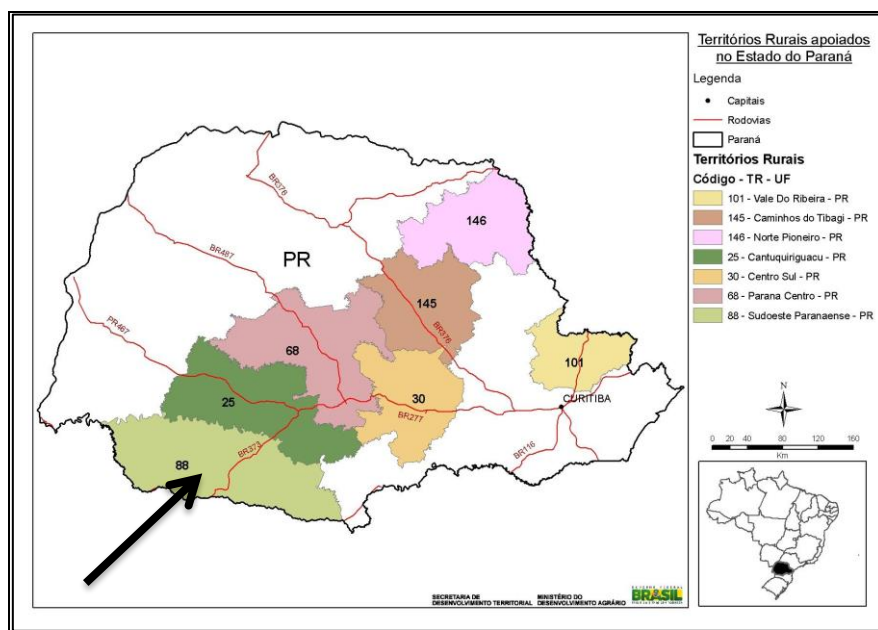 Territórios Rurais apoiados
no Estado do Paraná
Legenda
Capitais
Rodovias
Paraná
Territórios Rurais
Código - TR - UF
101 - Vale Do Ribeira - PR
145 - Caminhos do Tibagi - PR
146 - Norte Pioneiro - PR
25 - Cantuquiriguacu - PR
30 - Centro Sul - PR
68 - Parana Centro - PR
88 - Sudoeste Paranaense - PR
BR376
146
BR487
PR
145
BR376
PR467
68
101
25
30
CURITIBA
BR277
BR373
BR116
88
N
0 20 40 80 120 160
Km
SECRETARIA DE
DESENVOLVIMENTO TERRITORIAL
MINISTÉRIO DO
DESENVOLVIMENTO AGRÁRIO
BRASIL